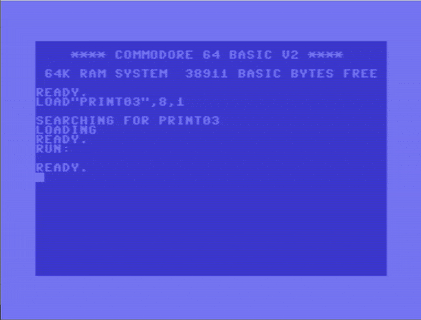 **** COMMODORE 64 BASIC V2 ****
64K RAM SYSTEM 38911 BASIC BYTES FREE
READY.
LOAD"PRINT03",8,1
SEARCHING FOR PRINT03
LOADING
READY.
RUN:
READY.